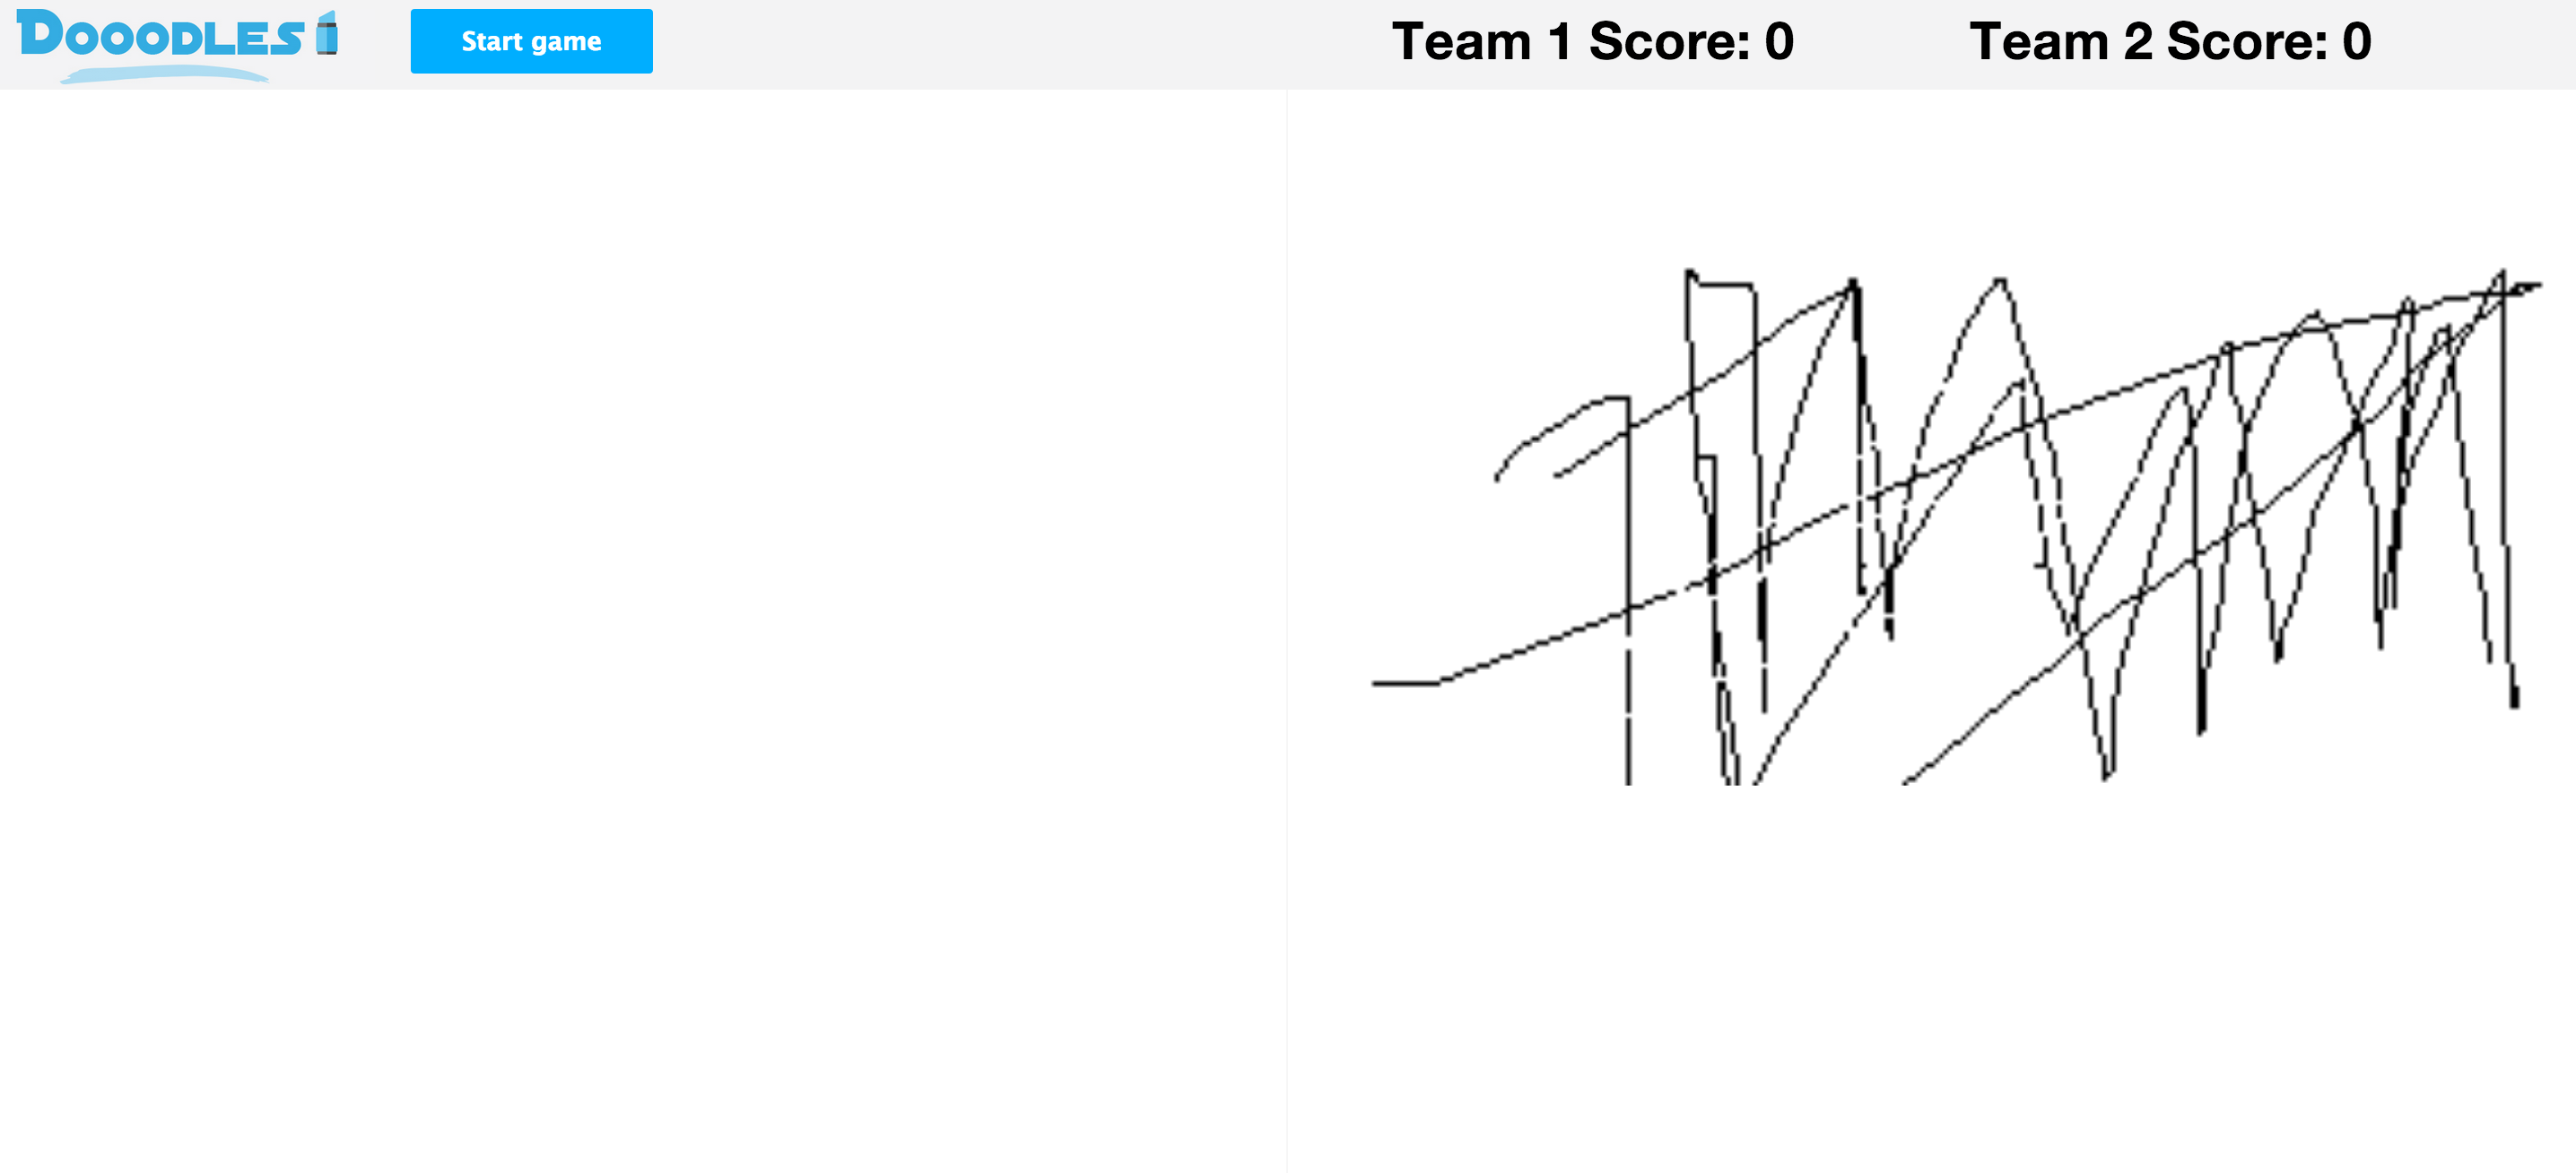 DOOODLES
Start game
Team 1 Score: 0
Team 2 Score: 0